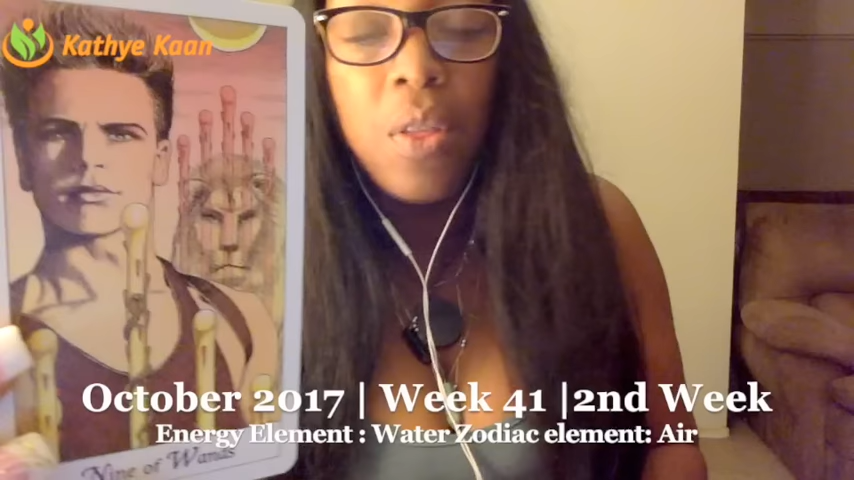 Kathye Kaan
October 2017 | Week 41 |2nd Week
Energy Element : Water Zodiac element: Air
Nine of Wands